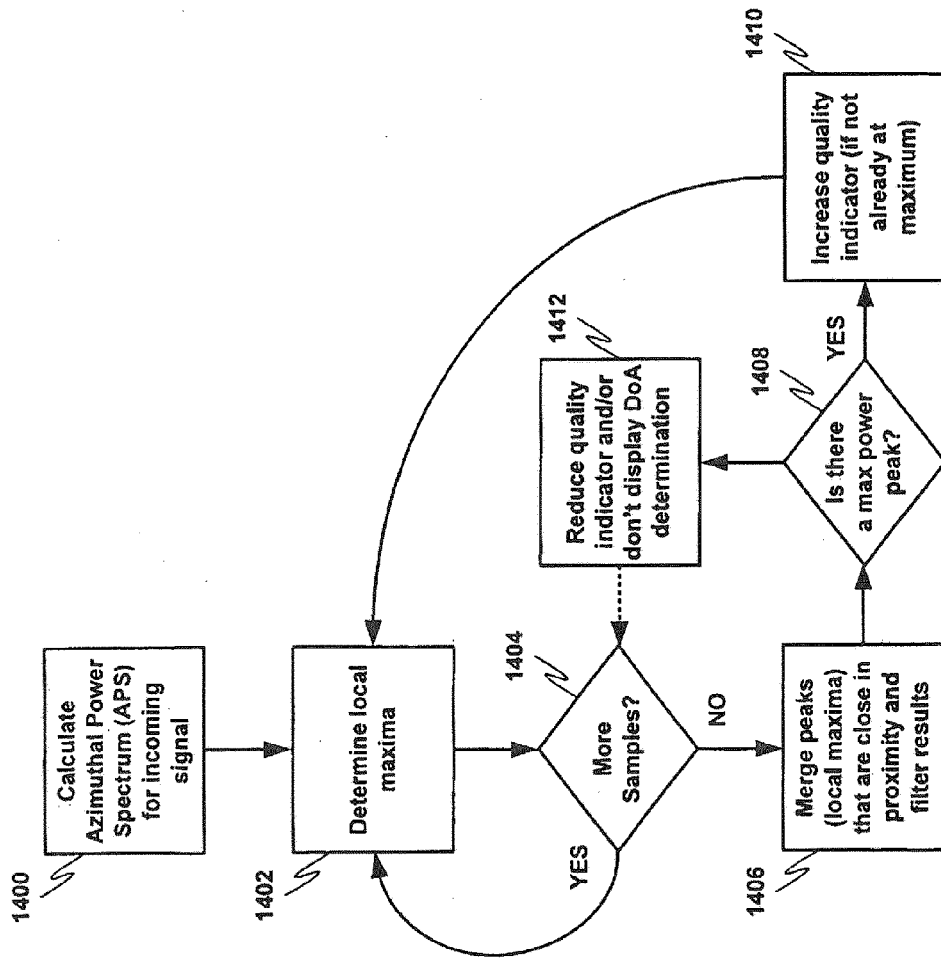 1400
Calculate
Azimuthal Power
Spectrum (APS)
for incoming
signal
1402
Determine local
maxima
1404
More
Samples?
YES
NO
1406
Merge peaks
(local maxima)
that are close in
proximity and
filter results
1408
Is there
a max power
peak?
YES
1410
Increase quality
indicator (if not
already at
maximum)
1412
Reduce quality
indicator and/or
don't display DoA
determination